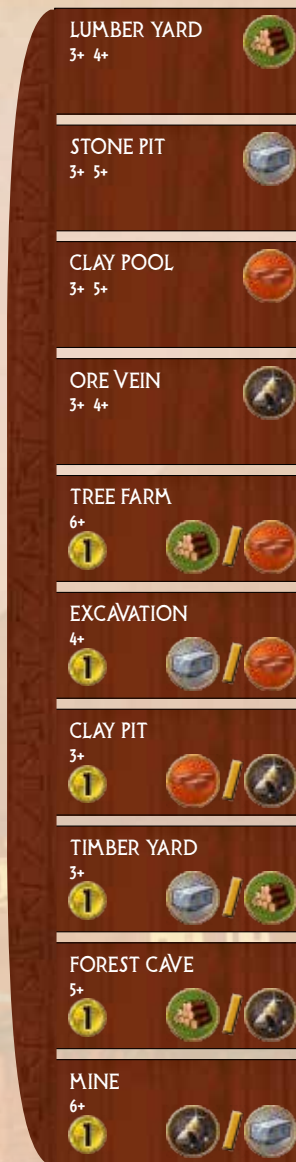 LUMBER YARD
3+ 4+
STONE PIT
3+ 5+
CLAY POOL
3+ 5+
ORE VEIN
3+ 4+
TREE FARM
6+
1
EXCAVATION
4+
1
CLAY PIT
3+
1
TIMBER YARD
3+
1
FOREST CAVE
5+
1
MINE
6+
1